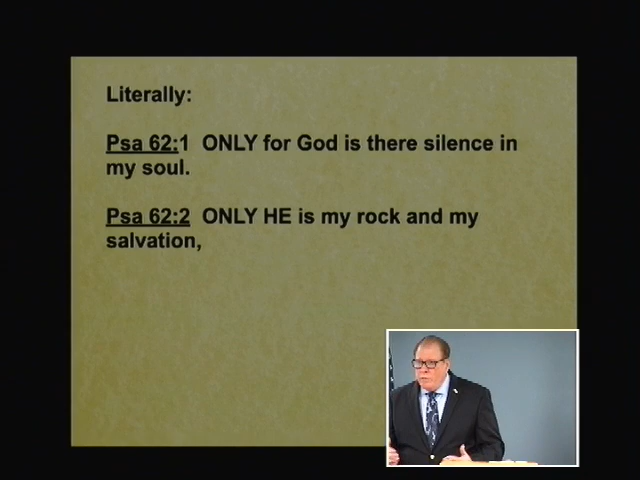 Literally:
Psa 62:1 ONLY for God is there silence in
my soul.
Psa 62:2 ONLY HE is my rock and my
salvation,